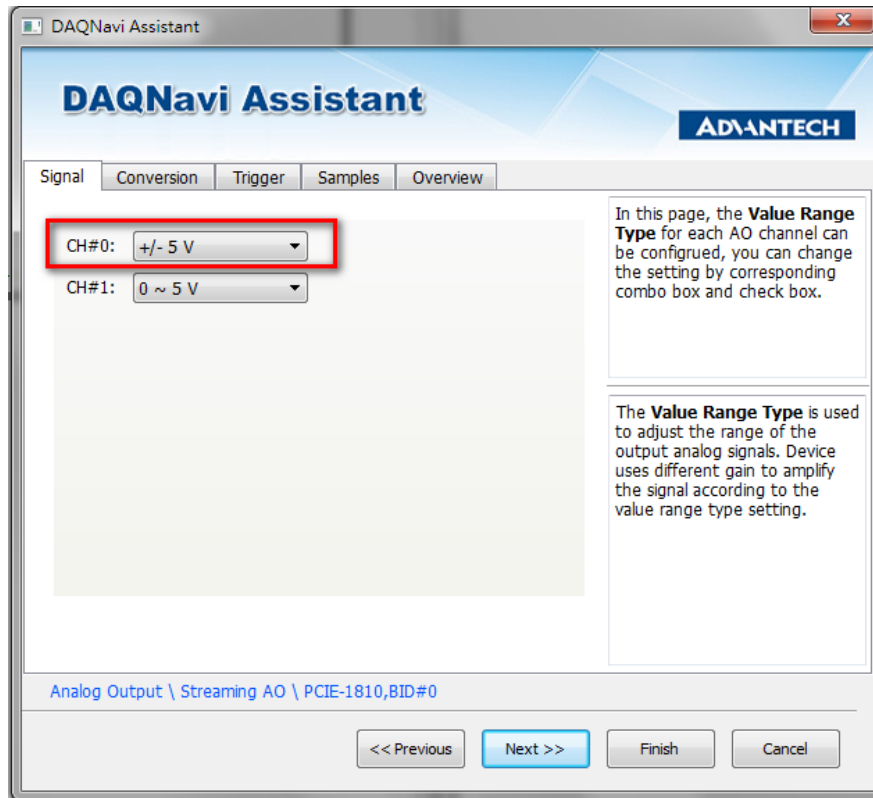 DAQNavi Assistant
DAQNavi Assistant
ADVANTECH
Signal Conversion Trigger Samples Overview
CH#0: +/- 5 V
CH#1: 0 ~ 5 V
In this page, the Value Range
Type for each AO channel can
be configrued, you can change
the setting by corresponding
combo box and check box.
The Value Range Type is used
to adjust the range of the
output analog signals. Device
uses different gain to amplify
the signal according to the
value range type setting.
Analog Output \ Streaming AO \ PCIE-1810,BID#0
<< Previous Next >> Finish Cancel